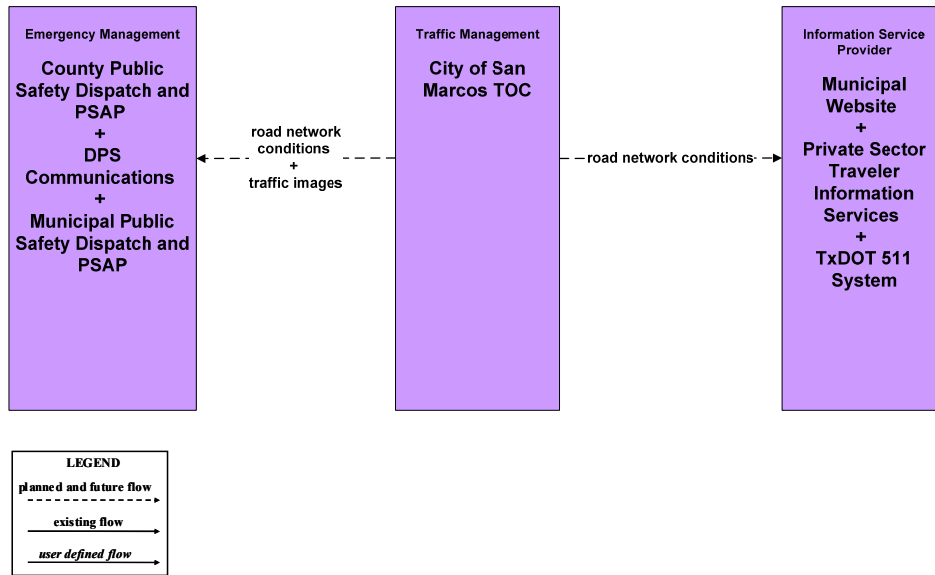 Emergency Management
County Public
Safety Dispatch and
PSAP
+
DPS
Communications
+
Municipal Public
Safety Dispatch and
PSAP
road network
conditions
+
traffic images
Traffic Management
City of San
Marcos TOC
road network conditions
Information Service
Provider
Municipal
Website
+
Private Sector
Traveler
Information
Services
+
TxDOT 511
System
LEGEND
planned and future flow
existing flow
user defined flow